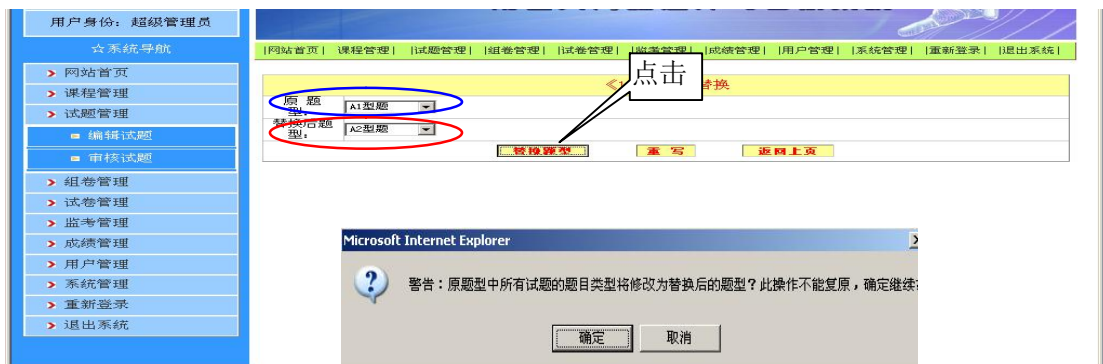 用户身份：超级管理员
☆系统导航
|网站首页| |课程管理| |试题管理| |组卷管理| |试卷管理| |监考管理| |成绩管理| |用户管理| |系统管理| |重新登录| |退出系统|
网站首页
课程管理
试题管理
编辑试题
审核试题
组卷管理
试卷管理
监考管理
成绩管理
用户管理
系统管理
重新登录
退出系统
替换
点击
原 题型： A1型题
替换后题型： A2型题
替换题型 重 写 返回上页
Microsoft Internet Explorer
警告：原题型中所有试题的题目类型将修改为替换后的题型？此操作不能复原，确定继续
确定 取消